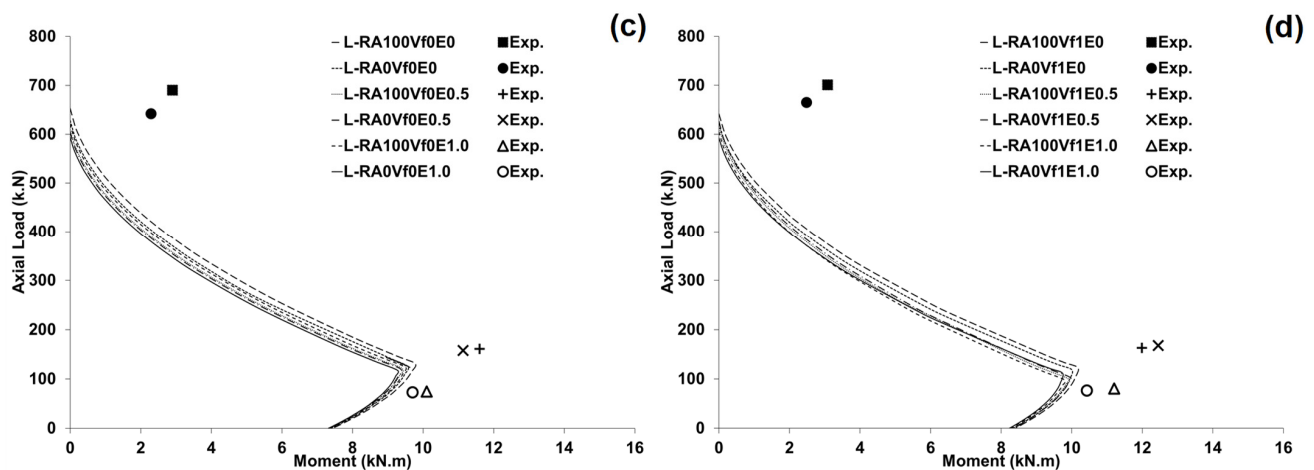 (c)
800
700
600
500
400
300
200
100
0
Axial Load (k.N)
0 2 4 6 8 10 12 14 16
Moment (kN.m)
L-RA100Vf0E0 Exp.
L-RA0Vf0E0 Exp.
L-RA100Vf0E0.5 Exp.
L-RA0Vf0E0.5 Exp.
L-RA100Vf0E1.0 Exp.
L-RA0Vf0E1.0 Exp.
(d)
800
700
600
500
400
300
200
100
0
Axial Load (k.N)
0 2 4 6 8 10 12 14 16
Moment (kN.m)
L-RA100Vf1E0 Exp.
L-RA0Vf1E0 Exp.
L-RA100Vf1E0.5 Exp.
L-RA0Vf1E0.5 Exp.
L-RA100Vf1E1.0 Exp.
L-RA0Vf1E1.0 Exp.